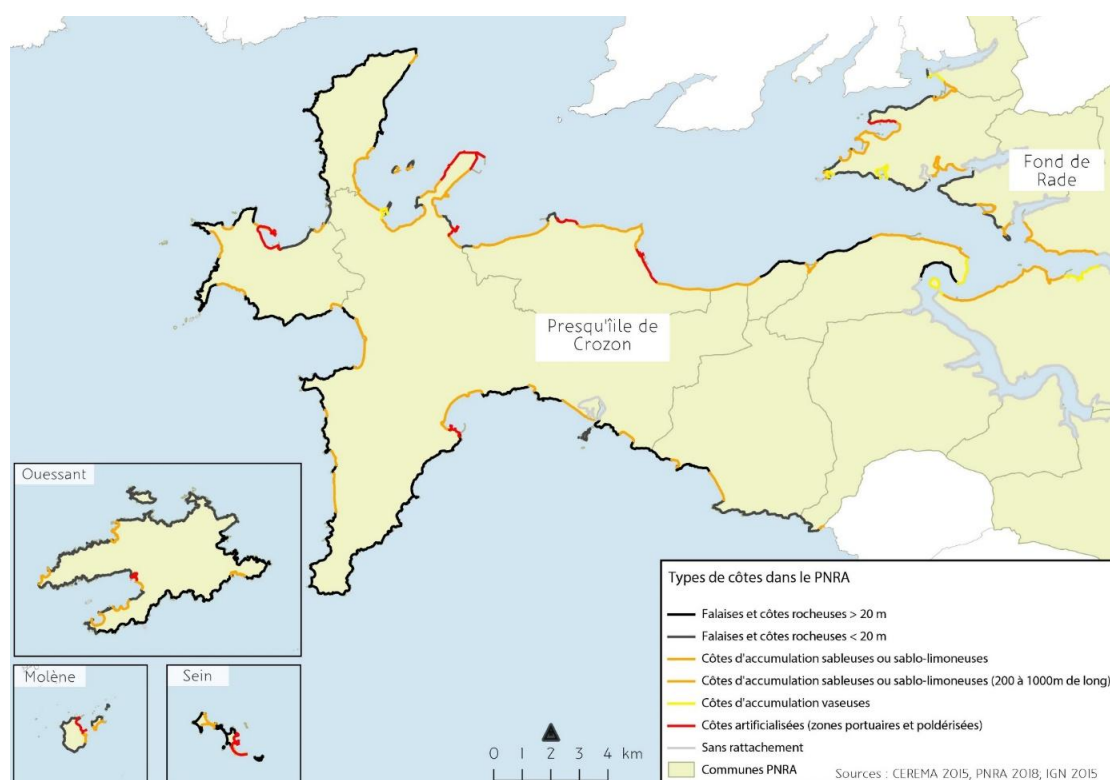 Fond de
Rade
Presqu'île de
Crozon
Ouessant
Molène
Sein
0 2 4 km
Types de côtes dans le PNRA
Falaises et côtes rocheuses > 20 m
Falaises et côtes rocheuses < 20 m
Côtes d'accumulation sableuses ou sablo-limoneuses
Côtes d'accumulation sableuses ou sablo-limoneuses (200 à 1000m de long)
Côtes d'accumulation vaseuses
Côtes artificialisées (zones portuaires et poldérisées)
Sans rattachement
Communes PNRA
Sources : CEREMA 2015, PNRA 2018; IGN 2015